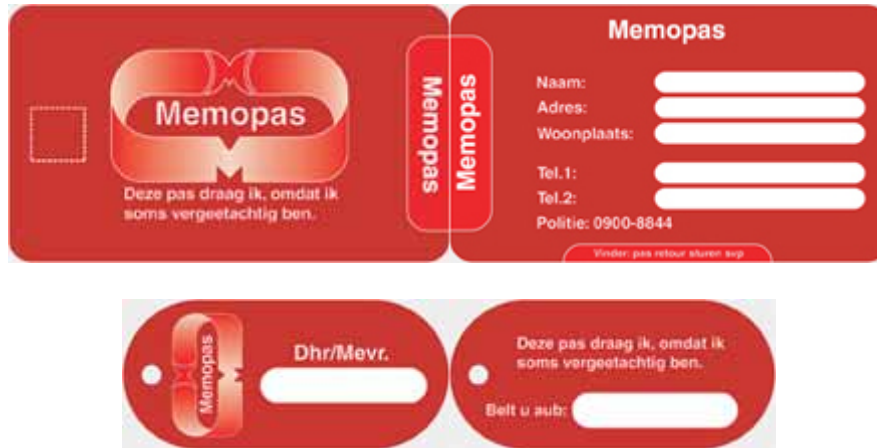 Memopas
Deze pas draag ik, omdat ik
soms vergeetachtig ben.
Memopas
Memopas
Memopas
Naam:
Adres:
Woonplaats:
Tel.1:
Tel.2:
Politie: 0900-8844
Vinder: pas retour sturen svp
Memopas
Dhr/Mevr.
Deze pas draag ik, omdat ik
soms vergeetachtig ben.
Belt u aub: